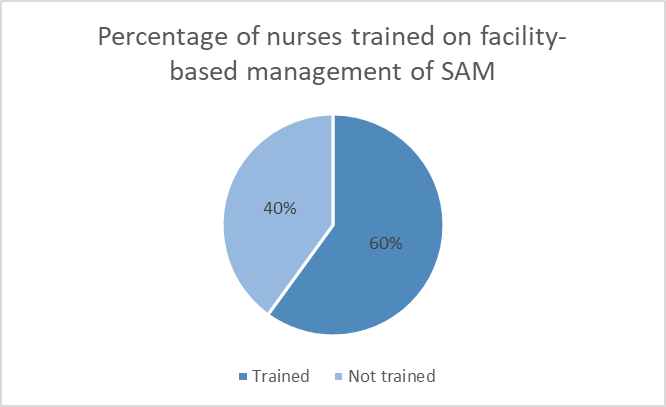 Percentage of nurses trained on facility-
based management of SAM
40%
60%
Trained
Not trained